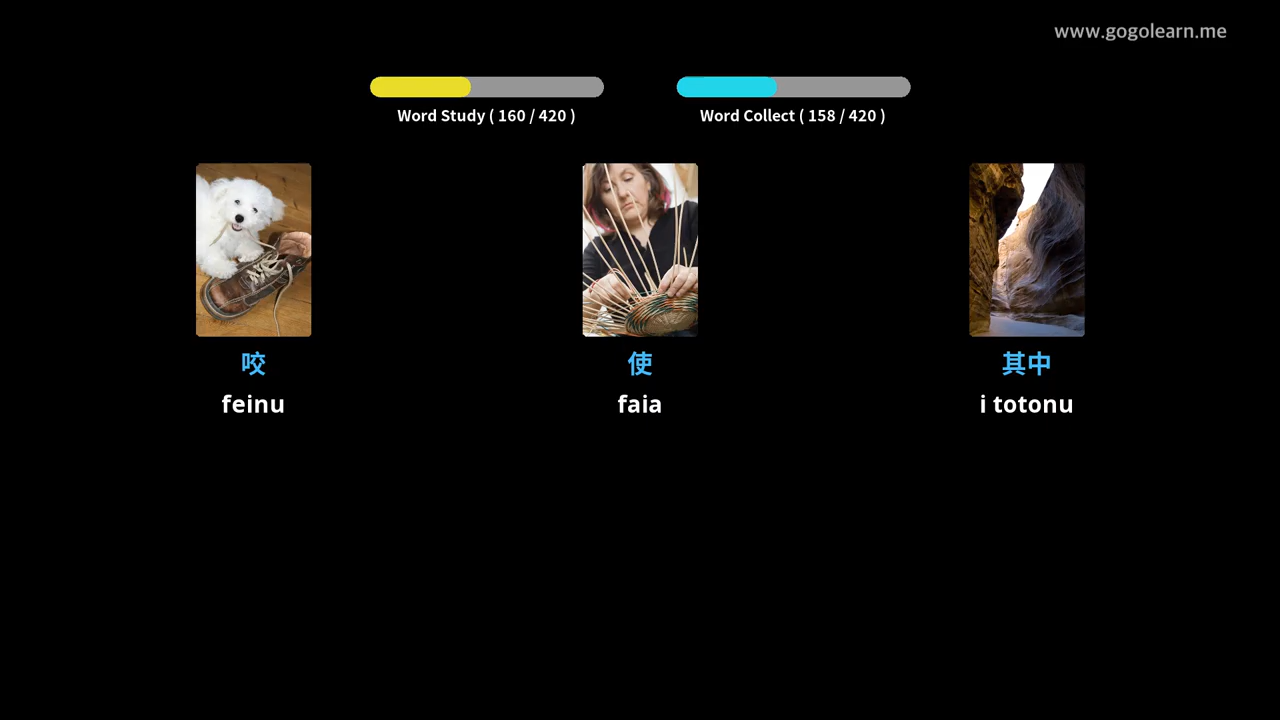 www.gogolearn.me
Word Study ( 160 / 420 )
Word Collect ( 158 / 420 )
咬
使
其中
feinu
faia
i totonu